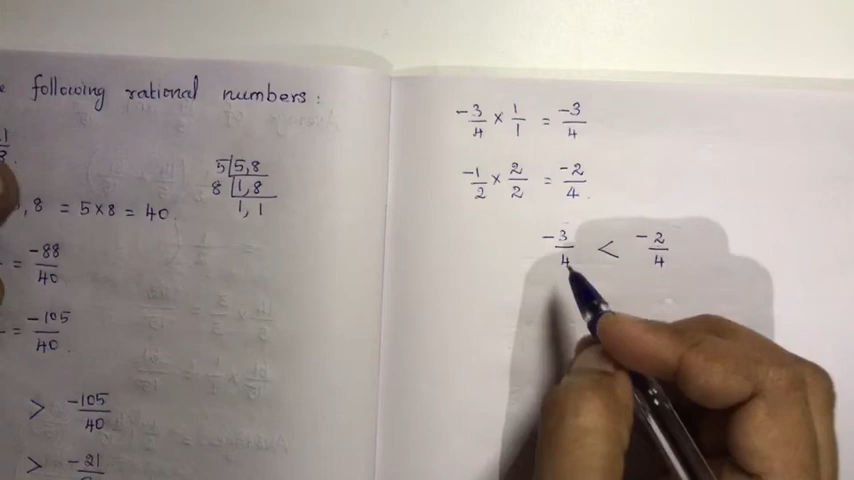 following rational numbers:
5|5,8
8|1,8
1,1
,8 = 5×8 = 40.
= -88/40
= -105/40.
> -105/40
> -21
-3/4 × 1/1 = -3/4
-1/2 × 2/2 = -2/4.
-3/4 < -2/4